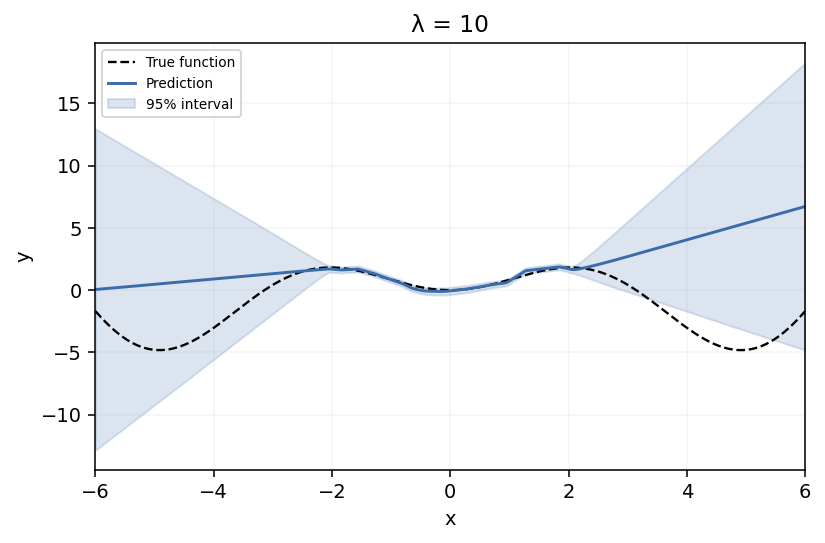 λ = 10
True function
Prediction
95% interval
15
10
5
0
−5
−10
y
−6 −4 −2 0 2 4 6
x